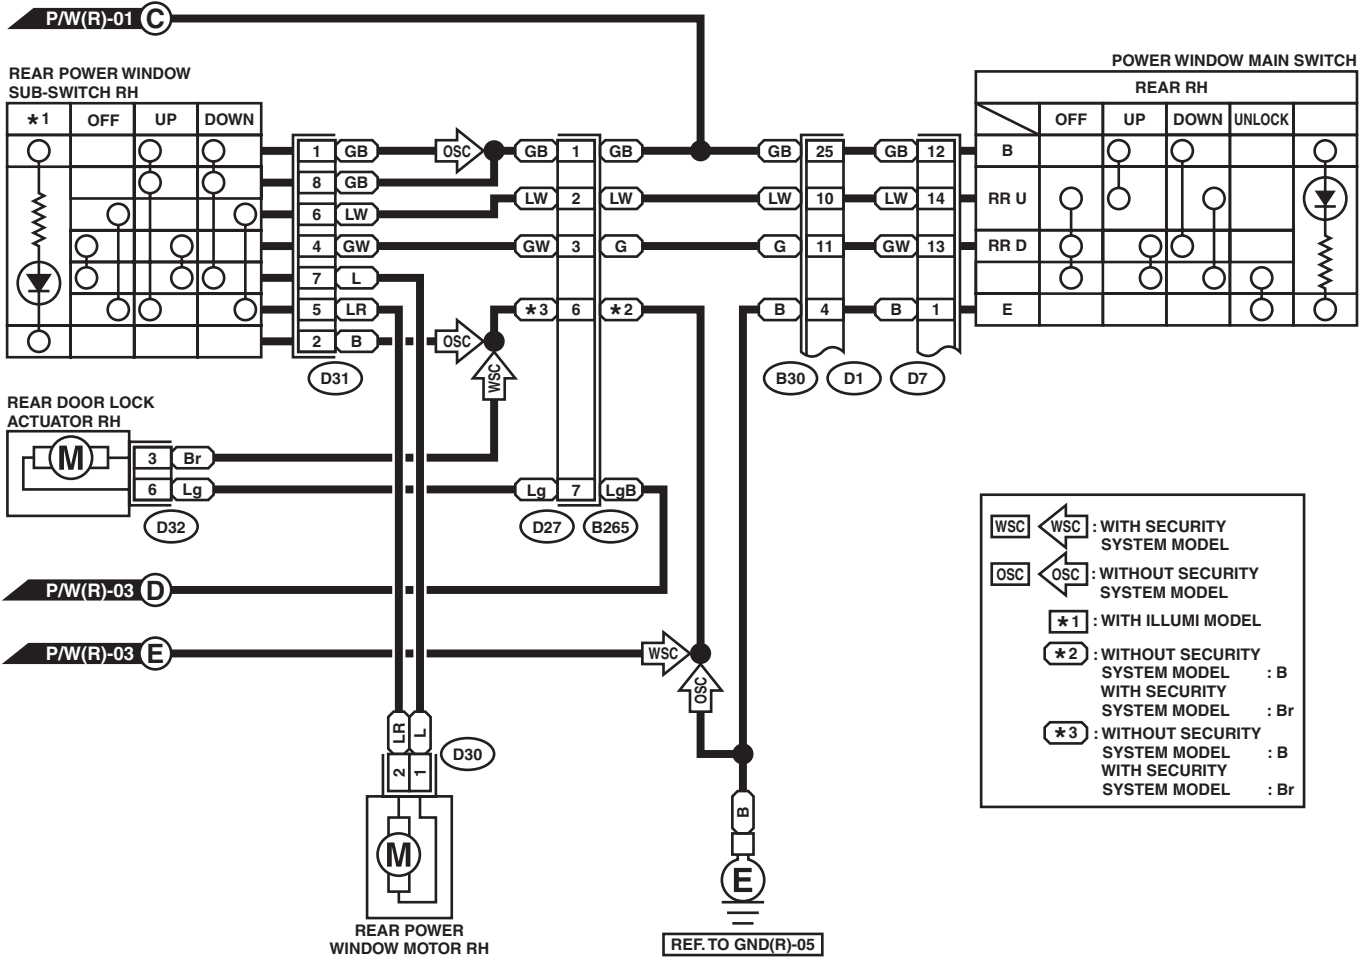 P/W(R)-01 C
POWER WINDOW MAIN SWITCH
REAR POWER WINDOW
SUB-SWITCH RH
REAR RH
*1 OFF UP DOWN
OFF UP DOWN UNLOCK
1 GB OSC GB 1 GB GB 25 GB 12 B
8 GB
LW 2 LW LW 10 LW 14 RR U
6 LW
4 GW GW 3 G G 11 GW 13 RR D
7 L
5 LR *3 6 *2 B 4 B 1 E
2 B OSC
WSC
D31 B30 D1 D7
REAR DOOR LOCK
ACTUATOR RH
M 3 Br
6 Lg Lg 7 LgB
D32 D27 B265
WSC WSC : WITH SECURITY
SYSTEM MODEL
OSC OSC : WITHOUT SECURITY
SYSTEM MODEL
*1 : WITH ILLUMI MODEL
*2 : WITHOUT SECURITY
SYSTEM MODEL : B
WITH SECURITY
SYSTEM MODEL : Br
*3 : WITHOUT SECURITY
SYSTEM MODEL : B
WITH SECURITY
SYSTEM MODEL : Br
P/W(R)-03 D
P/W(R)-03 E WSC
OSC
LR L
2 1 D30
B
M
E
REAR POWER
WINDOW MOTOR RH
REF. TO GND(R)-05